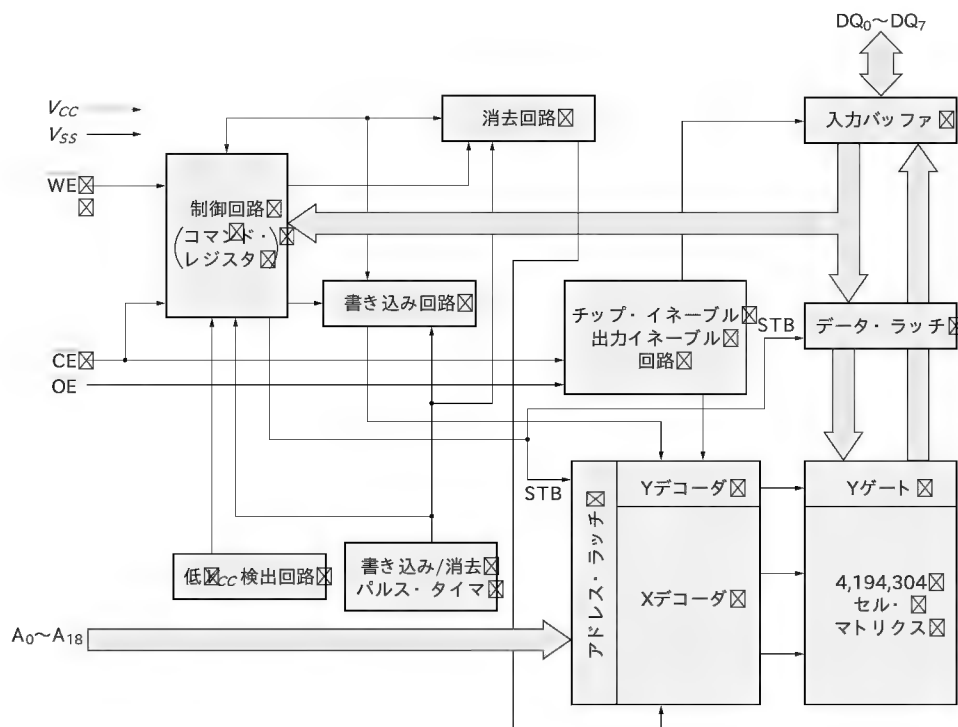 DQ₀～DQ₇
V_CC
V_SS
消去回路
入力バッファ
WE
制御回路
(コマンド・
レジスタ)
書き込み回路
チップ・イネーブル
出力イネーブル
回路
STB
データ・ラッチ
CE
OE
STB
アドレス・ラッチ
Yデコーダ
Yゲート
低V_CC検出回路
書き込み/消去
パルス・タイマ
Xデコーダ
4,194,304
セル・
マトリクス
A₀～A₁₈